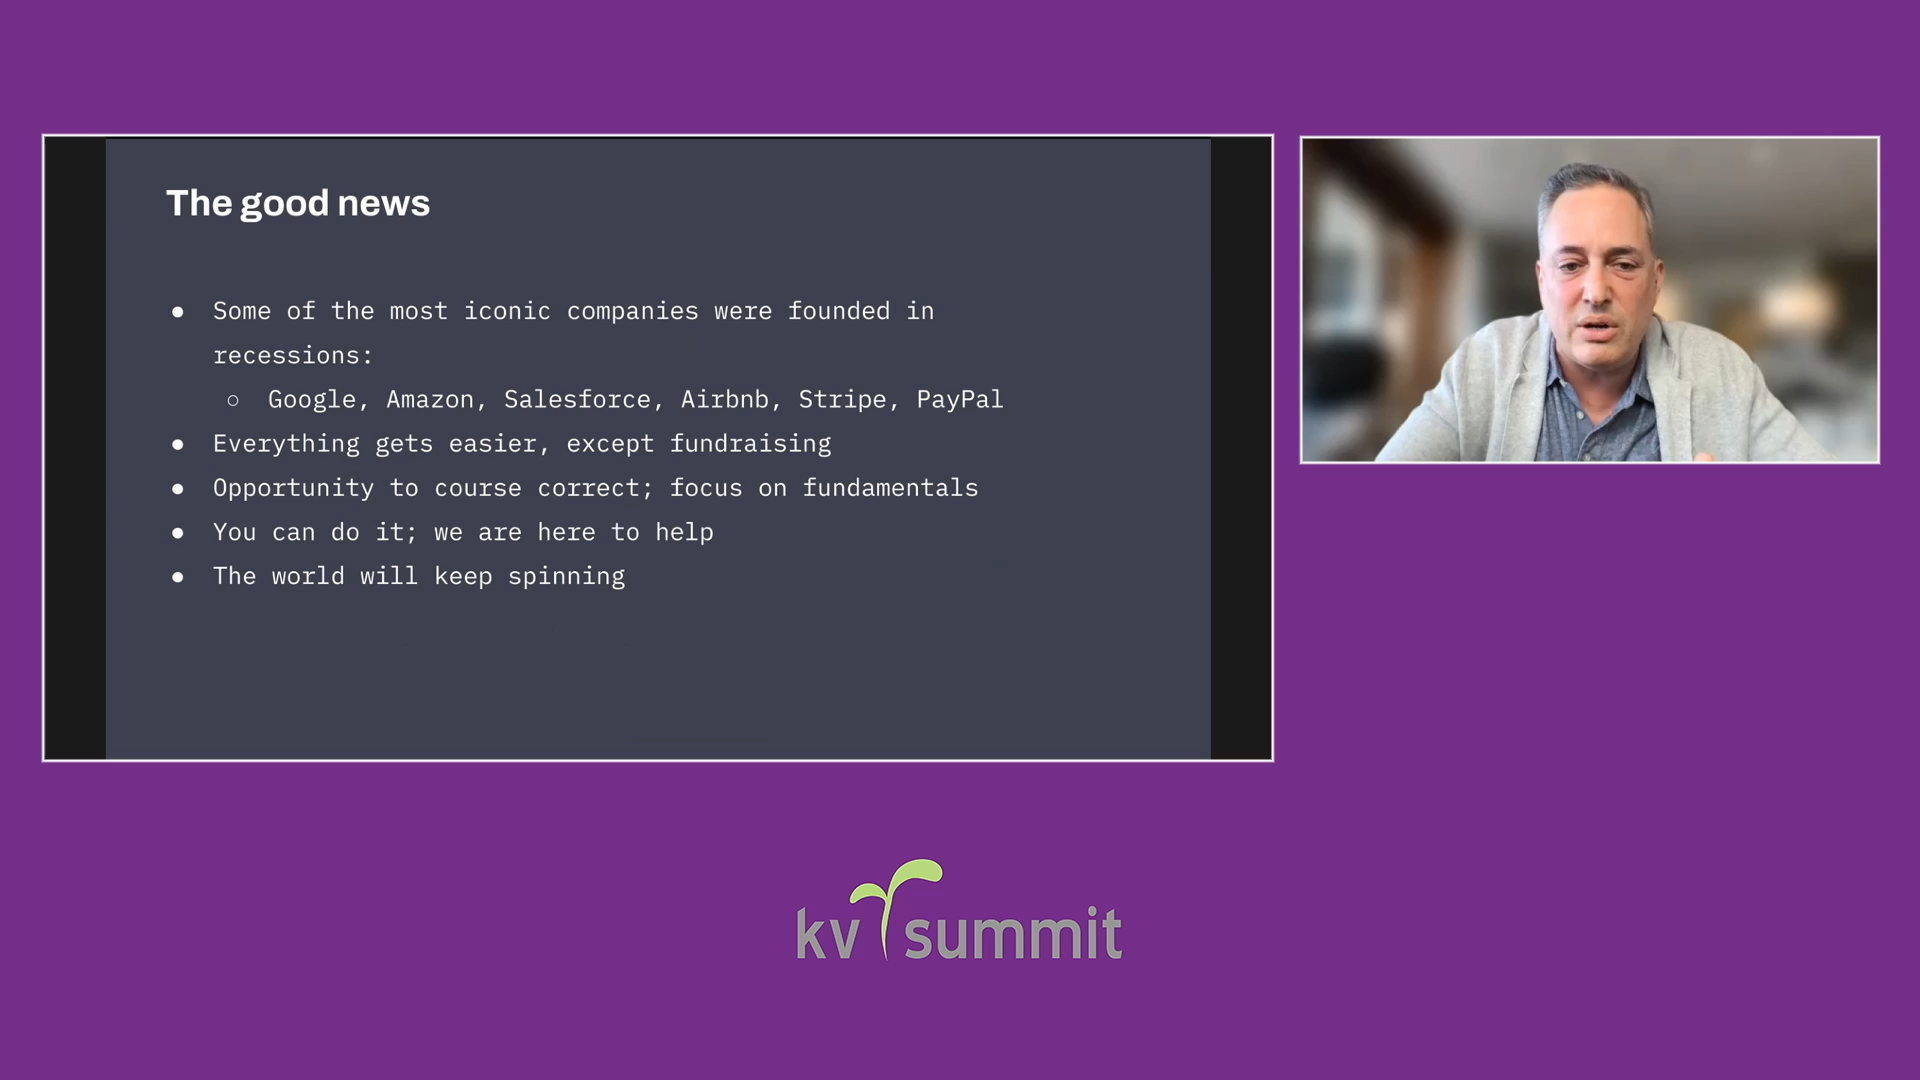 The good news
● Some of the most iconic companies were founded in
recessions:
○ Google, Amazon, Salesforce, Airbnb, Stripe, PayPal
● Everything gets easier, except fundraising
● Opportunity to course correct; focus on fundamentals
● You can do it; we are here to help
● The world will keep spinning
kv summit